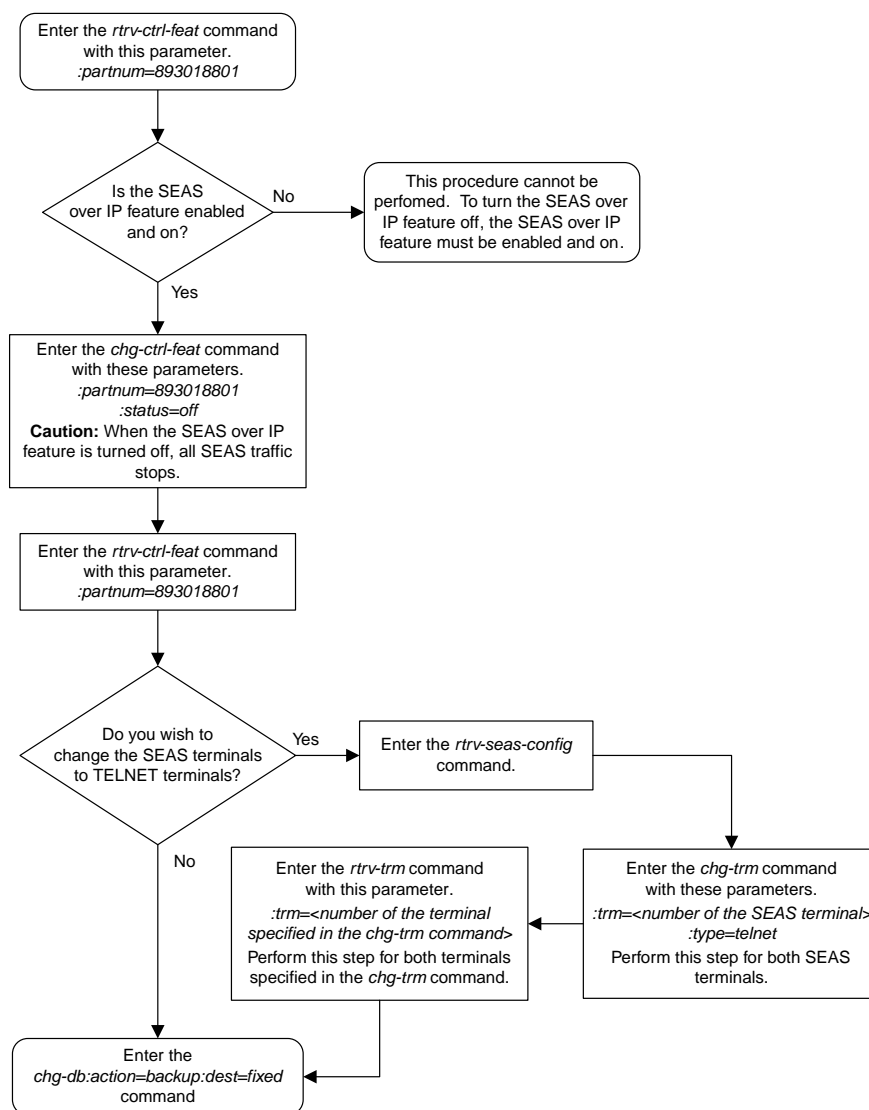 Enter the rtrv-ctrl-feat command
with this parameter.
:partnum=893018801
Is the SEAS
over IP feature enabled
and on?
No
This procedure cannot be
perfomed. To turn the SEAS over
IP feature off, the SEAS over IP
feature must be enabled and on.
Yes
Enter the chg-ctrl-feat command
with these parameters.
:partnum=893018801
:status=off
Caution: When the SEAS over IP
feature is turned off, all SEAS traffic
stops.
Enter the rtrv-ctrl-feat command
with this parameter.
:partnum=893018801
Do you wish to
change the SEAS terminals
to TELNET terminals?
Yes
Enter the rtrv-seas-config
command.
No
Enter the chg-trm command
with these parameters.
:trm=<number of the SEAS terminal>
:type=telnet
Perform this step for both SEAS
terminals.
Enter the rtrv-trm command
with this parameter.
:trm=<number of the terminal
specified in the chg-trm command>
Perform this step for both terminals
specified in the chg-trm command.
Enter the
chg-db:action=backup:dest=fixed
command